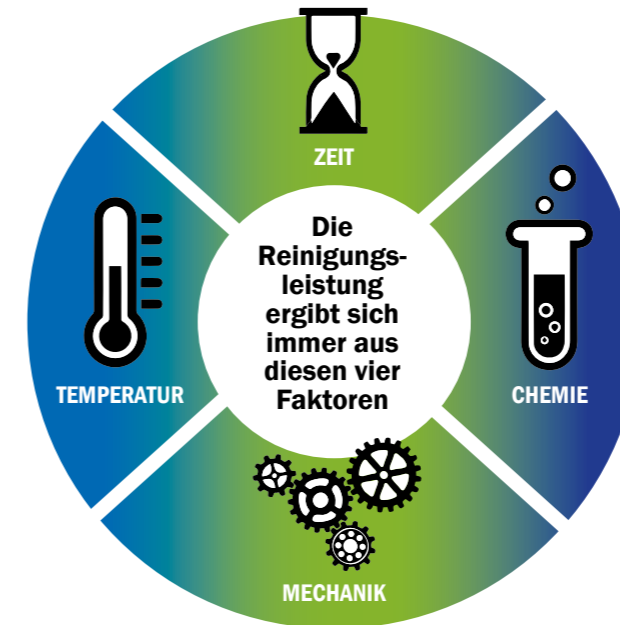 ZEIT
Die
Reinigungs-
leistung
ergibt sich
immer aus
diesen vier
Faktoren
TEMPERATUR
CHEMIE
MECHANIK